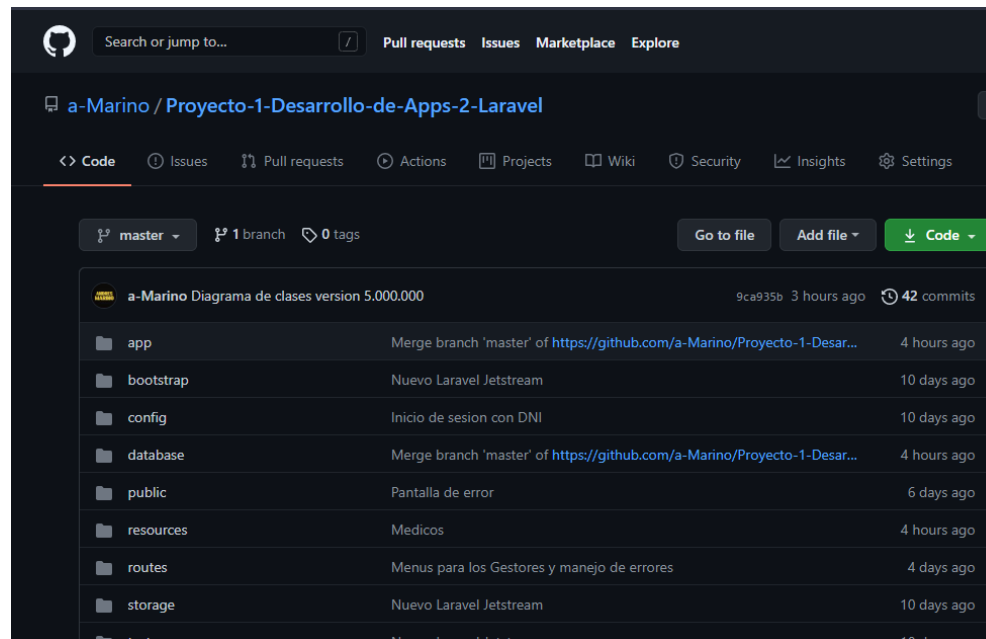 Search or jump to... / Pull requests Issues Marketplace Explore
a-Marino / Proyecto-1-Desarrollo-de-Apps-2-Laravel
<> Code Issues Pull requests Actions Projects Wiki Security Insights Settings
master 1 branch 0 tags Go to file Add file Code
a-Marino Diagrama de clases version 5.000.000 9ca935b 3 hours ago 42 commits
app Merge branch 'master' of https://github.com/a-Marino/Proyecto-1-Desar... 4 hours ago
bootstrap Nuevo Laravel Jetstream 10 days ago
config Inicio de sesion con DNI 10 days ago
database Merge branch 'master' of https://github.com/a-Marino/Proyecto-1-Desar... 4 hours ago
public Pantalla de error 6 days ago
resources Medicos 4 hours ago
routes Menus para los Gestores y manejo de errores 4 days ago
storage Nuevo Laravel Jetstream 10 days ago